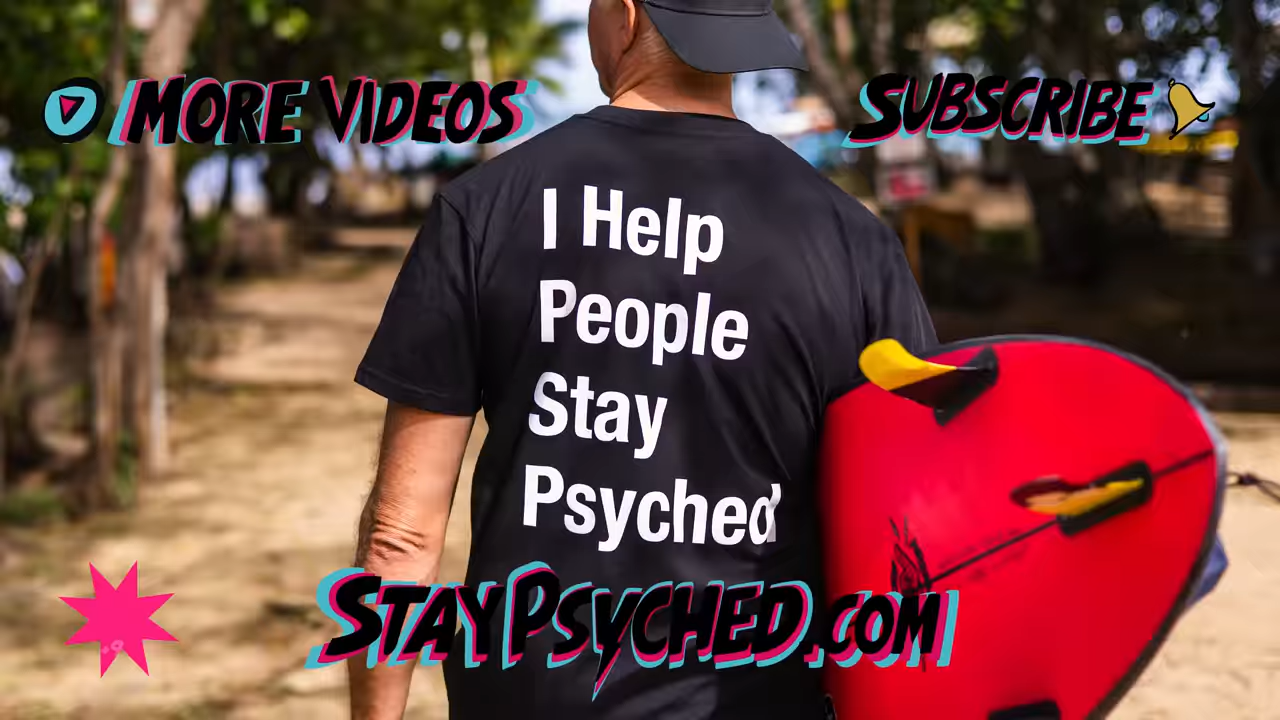 MORE VIDEOS
SUBSCRIBE
I Help
People
Stay
Psyched
STAYPSYCHED.COM